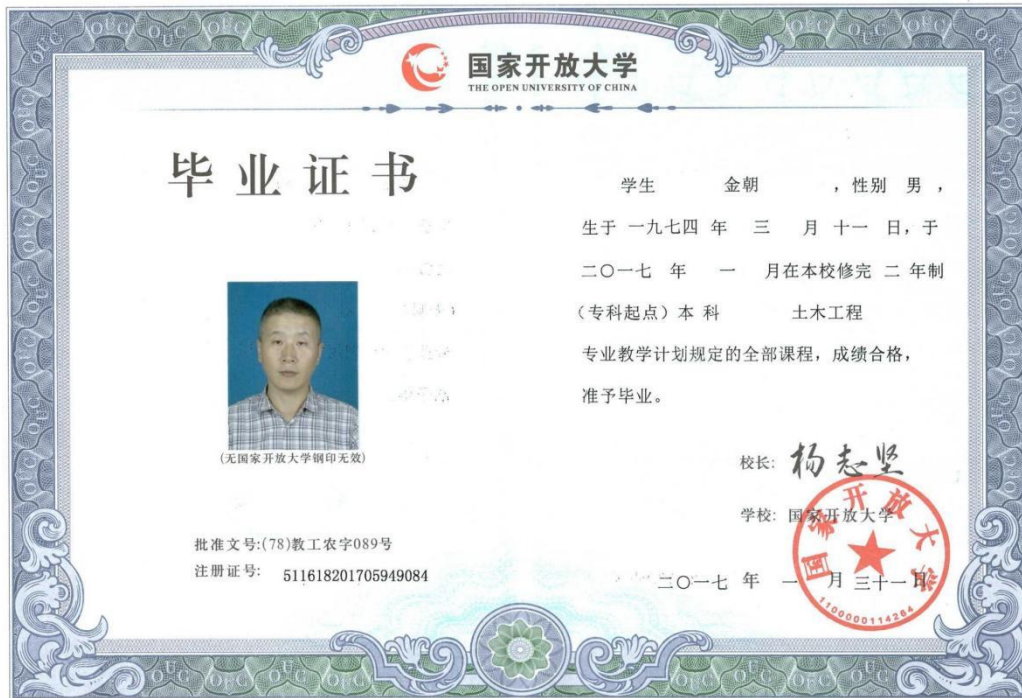 国家开放大学
THE OPEN UNIVERSITY OF CHINA
毕业证书
(无国家开放大学钢印无效)
批准文号:(78)教工农字089号
注册证号: 511618201705949084
学生 金朝 ，性别 男 ，
生于 一九七四 年 三 月 十一 日，于
二〇一七 年 一 月在本校修完 二 年制
（专科起点）本 科 土木工程
专业教学计划规定的全部课程，成绩合格，
准予毕业。
校长: 杨志坚
学校: 国家开放大学
二〇一七 年 一 月 三十一 日
国家开放大学
1100000114264